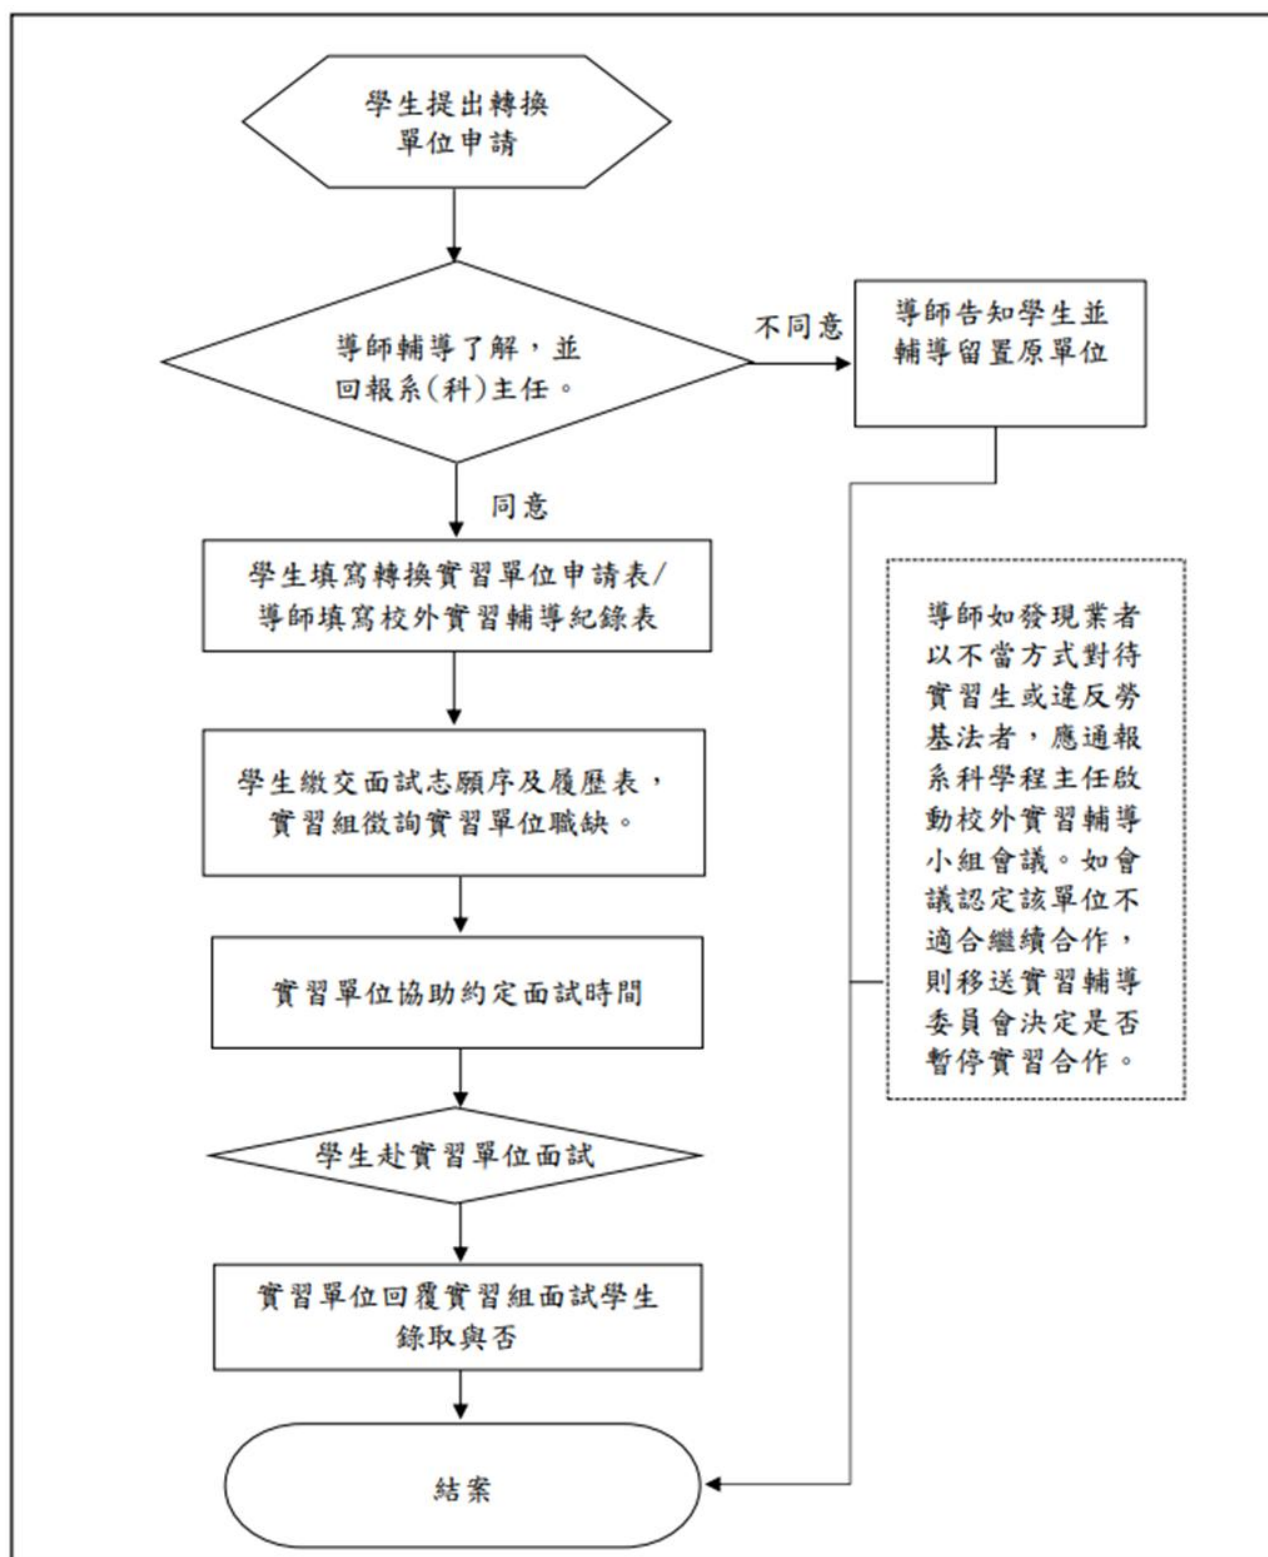 學生提出轉換
單位申請
導師輔導了解，並
回報系(科)主任。
不同意
導師告知學生並
輔導留置原單位
同意
學生填寫轉換實習單位申請表/
導師填寫校外實習輔導紀錄表
學生繳交面試志願序及履歷表，
實習組徵詢實習單位職缺。
實習單位協助約定面試時間
學生赴實習單位面試
實習單位回覆實習組面試學生
錄取與否
結案
導師如發現業者
以不當方式對待
實習生或違反勞
基法者，應通報
系科學程主任啟
動校外實習輔導
小組會議。如會
議認定該單位不
適合繼續合作，
則移送實習輔導
委員會決定是否
暫停實習合作。